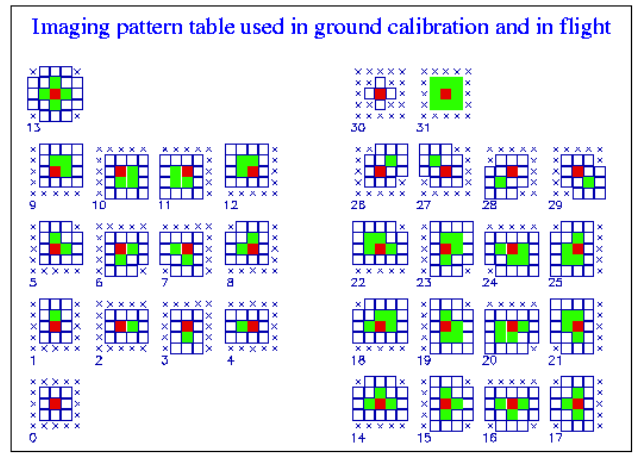 Imaging pattern table used in ground calibration and in flight
13 30 31
9 10 11 12 26 27 28 29
5 6 7 8 22 23 24 25
1 2 3 4 18 19 20 21
0 14 15 16 17